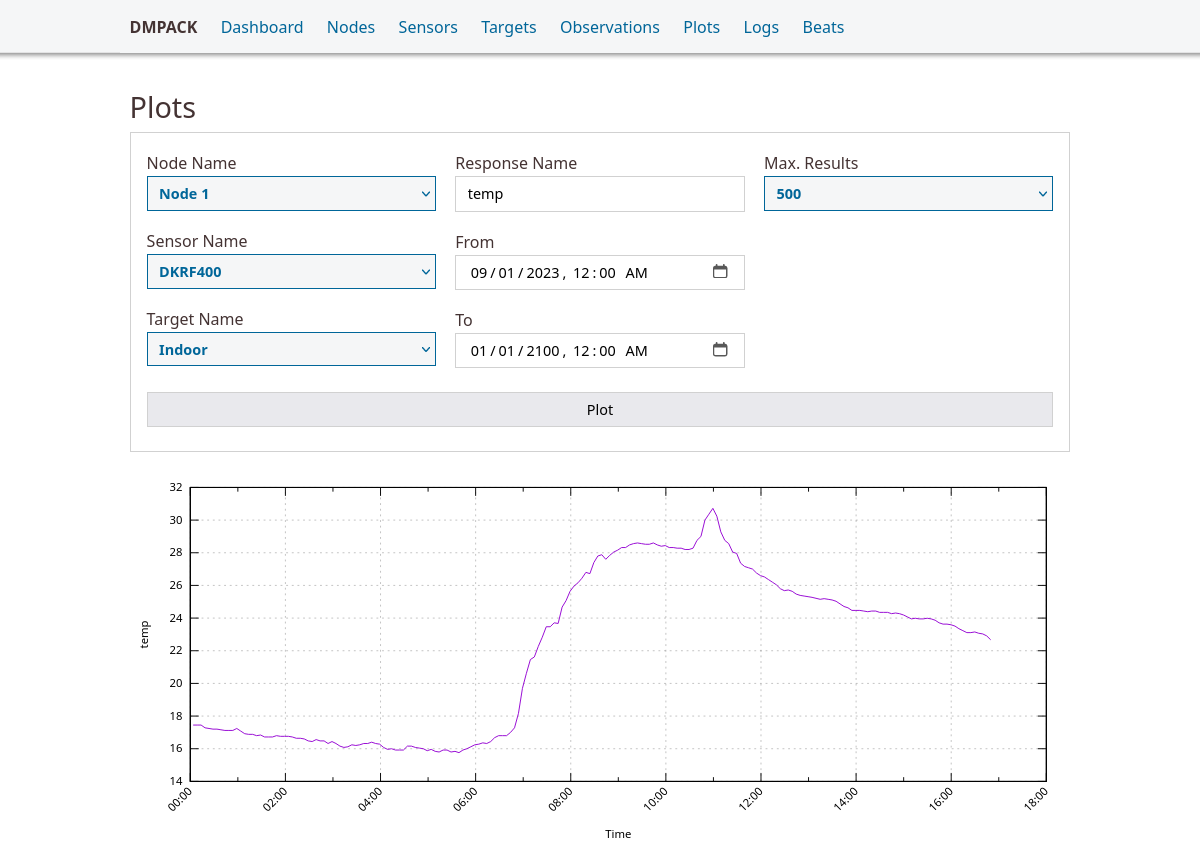 DMPACK Dashboard Nodes Sensors Targets Observations Plots Logs Beats
Plots
Node Name Response Name Max. Results
Node 1 temp 500
Sensor Name From
DKRF400 09/01/2023, 12:00 AM
Target Name To
Indoor 01/01/2100, 12:00 AM
Plot
32
30
28
26
24
22
20
18
16
14
temp
00:00 02:00 04:00 06:00 08:00 10:00 12:00 14:00 16:00 18:00
Time